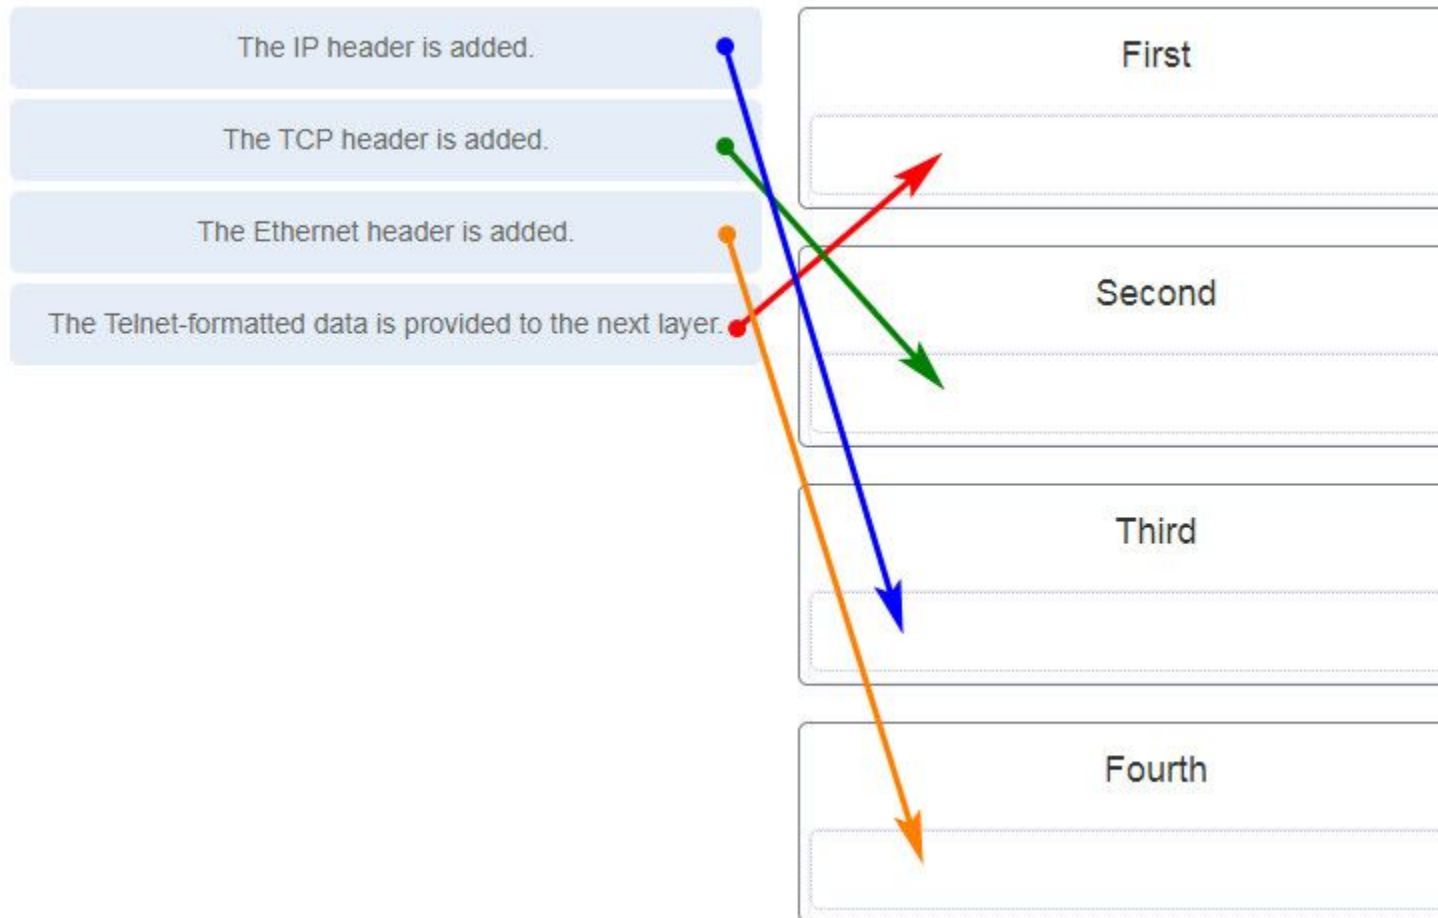 The IP header is added.
The TCP header is added.
The Ethernet header is added.
The Telnet-formatted data is provided to the next layer.
First
Second
Third
Fourth